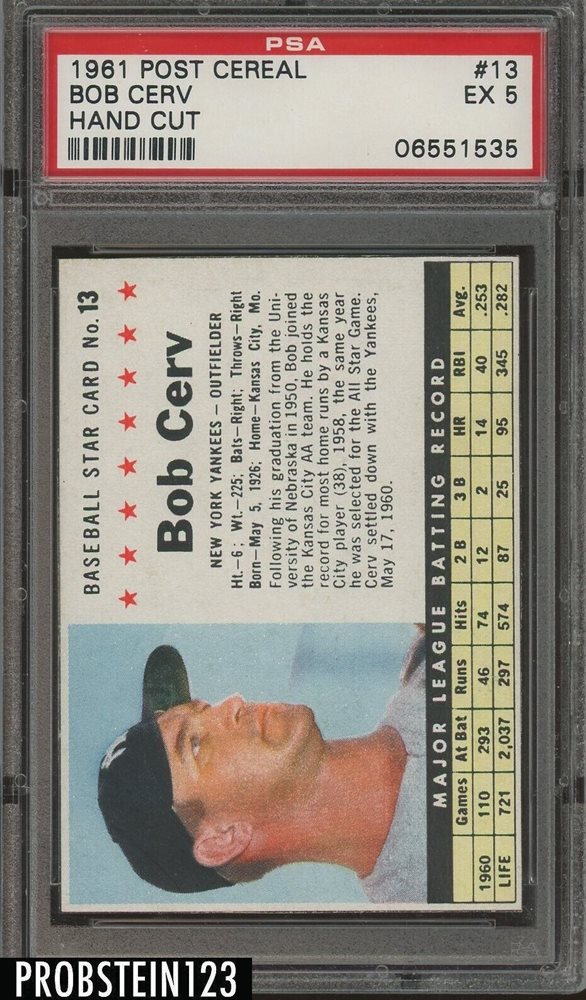 PSA
1961 POST CEREAL #13
BOB CERV EX 5
HAND CUT
06551535
BASEBALL STAR CARD No. 13
Bob Cerv
NEW YORK YANKEES – OUTFIELDER
Ht.–6; Wt.–225; Bats–Right; Throws–Right
Born–May 5, 1926; Home–Kansas City, Mo.
Following his graduation from the Uni-
versity of Nebraska in 1950, Bob joined
the Kansas City AA team. He holds the
record for most home runs by a Kansas
City player (38), 1958, the same year
he was selected for the All Star Game.
Cerv settled down with the Yankees,
May 17, 1960.
MAJOR LEAGUE BATTING RECORD
Games At Bat Runs Hits 2 B 3 B HR RBI Avg.
1960 110 293 46 74 12 2 14 40 .253
LIFE 721 2,037 297 574 87 25 95 345 .282
PROBSTEIN123